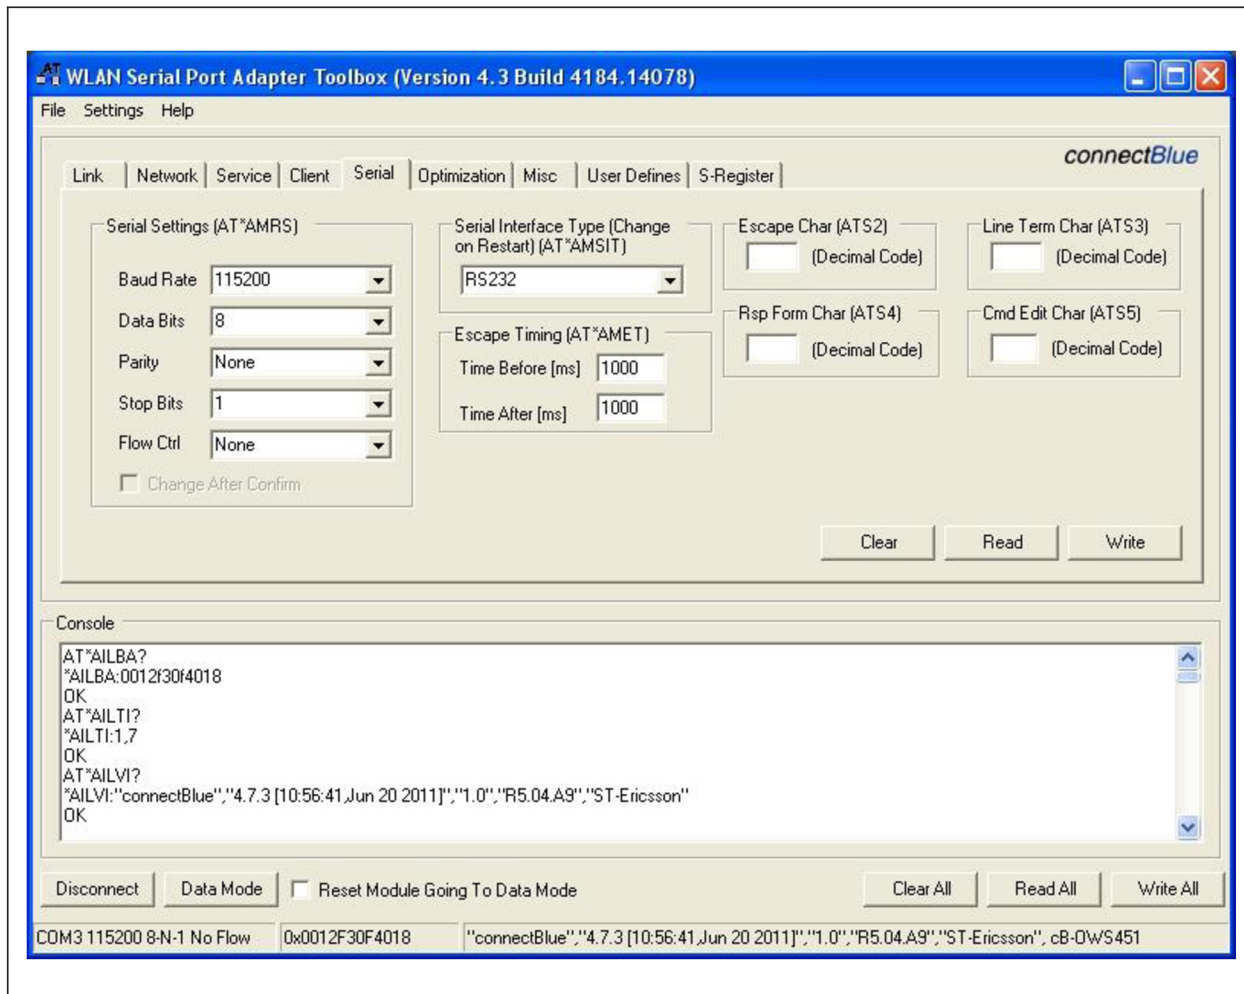 WLAN Serial Port Adapter Toolbox (Version 4.3 Build 4184.14078)
File Settings Help
connectBlue
Link Network Service Client Serial Optimization Misc User Defines S-Register
Serial Settings (AT*AMRS)
Baud Rate 115200
Data Bits 8
Parity None
Stop Bits 1
Flow Ctrl None
Change After Confirm
Serial Interface Type (Change
on Restart) (AT*AMSIT)
RS232
Escape Timing (AT*AMET)
Time Before [ms] 1000
Time After [ms] 1000
Escape Char (ATS2)
(Decimal Code)
Line Term Char (ATS3)
(Decimal Code)
Rsp Form Char (ATS4)
(Decimal Code)
Cmd Edit Char (ATS5)
(Decimal Code)
Clear Read Write
Console
AT*AILBA?
*AILBA:0012f30f4018
OK
AT*AILTI?
*AILTI:1,7
OK
AT*AILVI?
*AILVI:"connectBlue","4.7.3 [10:56:41,Jun 20 2011]","1.0","R5.04.A9","ST-Ericsson"
OK
Disconnect Data Mode Reset Module Going To Data Mode Clear All Read All Write All
COM3 115200 8-N-1 No Flow 0x0012F30F4018 "connectBlue","4.7.3 [10:56:41,Jun 20 2011]","1.0","R5.04.A9","ST-Ericsson", cB-OWS451